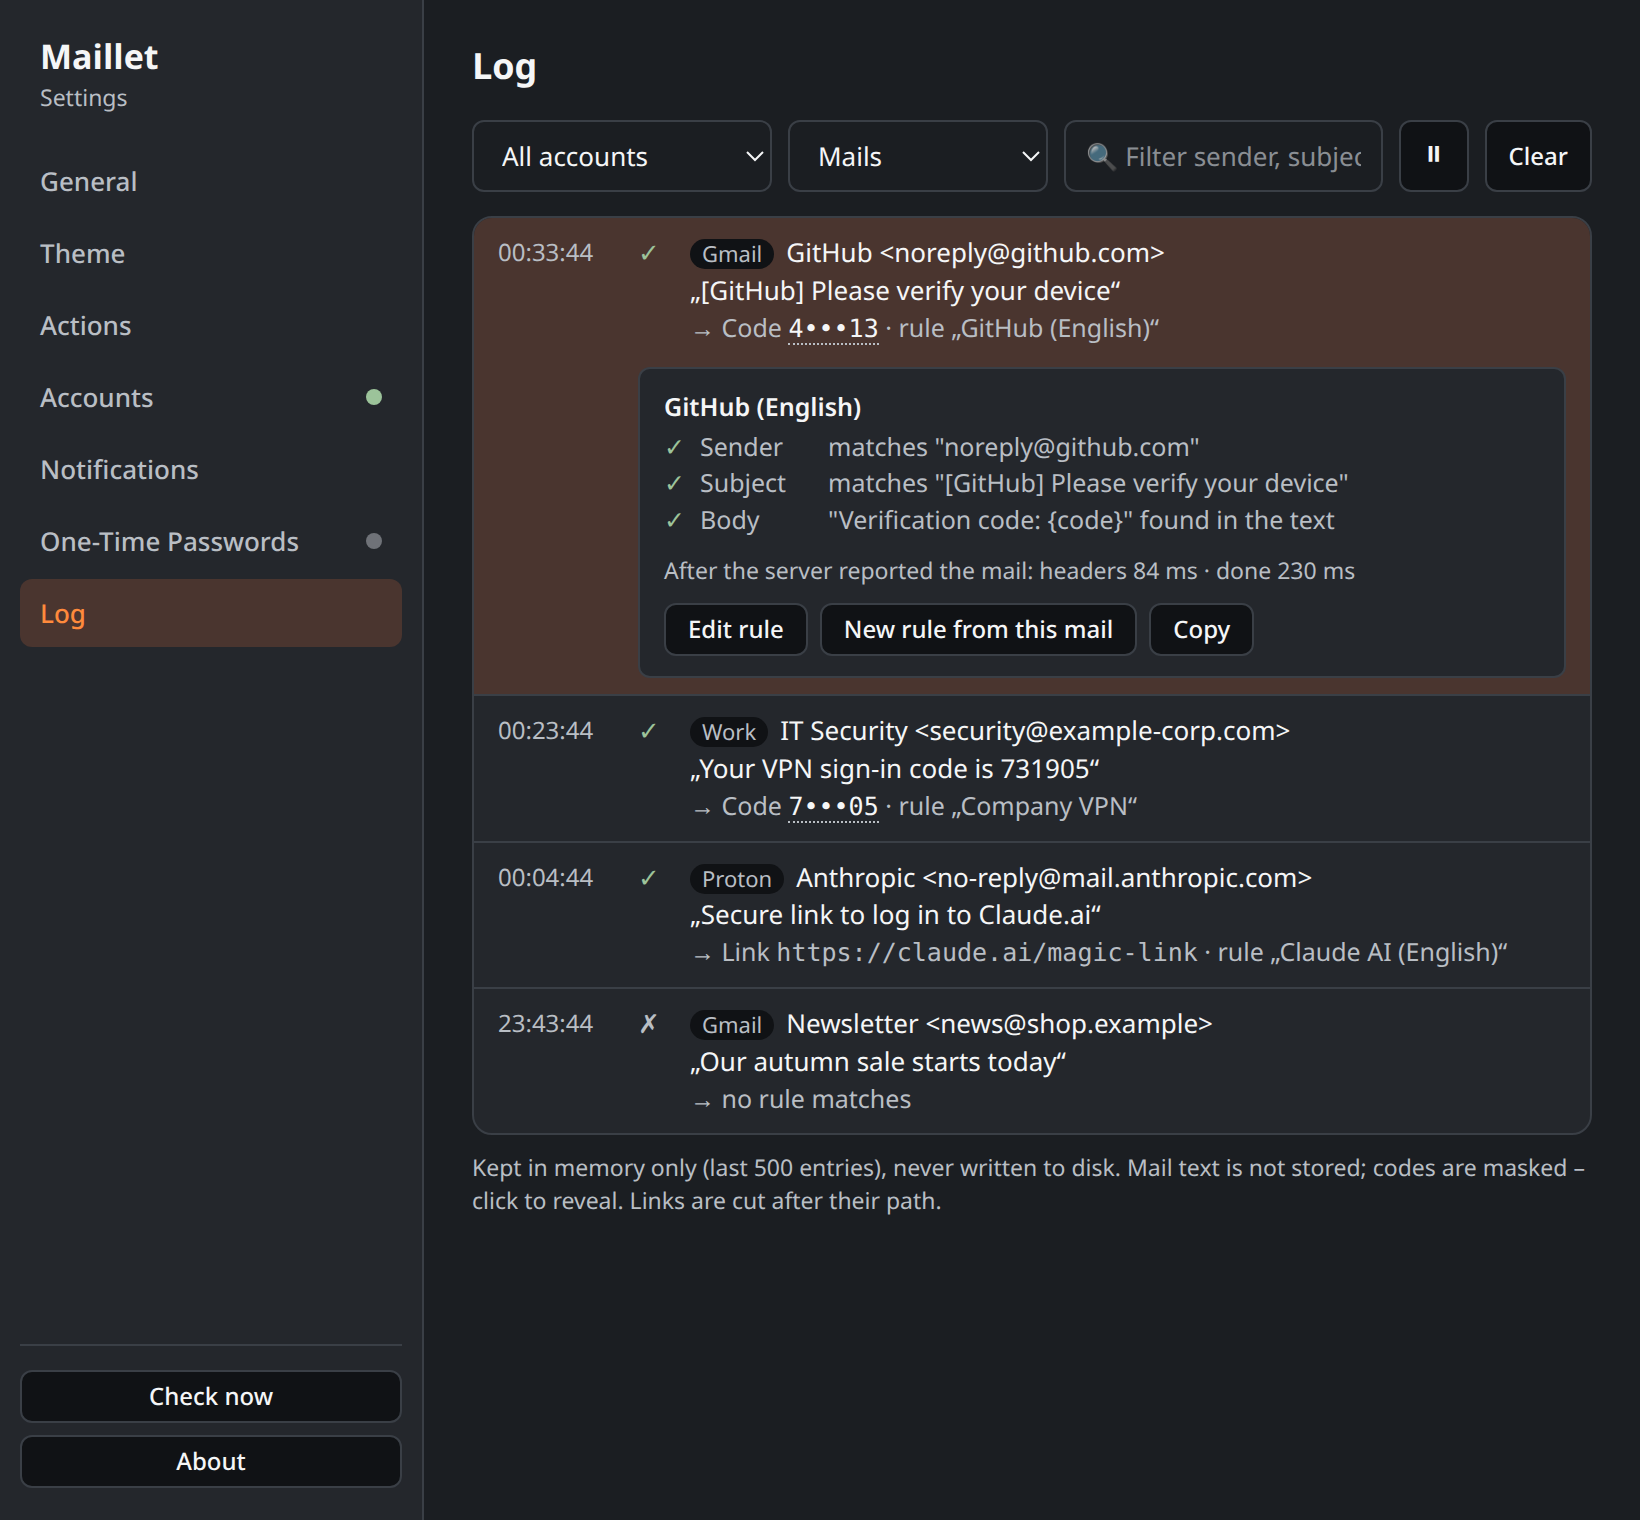 Maillet
Settings
General
Theme
Actions
Accounts
Notifications
One-Time Passwords
Log
Check now
About
Log
All accounts
Mails
Filter sender, subjec
Clear
00:33:44 ✓ Gmail GitHub <noreply@github.com>
„[GitHub] Please verify your device“
→ Code 4•••13 · rule „GitHub (English)“
GitHub (English)
✓ Sender matches "noreply@github.com"
✓ Subject matches "[GitHub] Please verify your device"
✓ Body "Verification code: {code}" found in the text
After the server reported the mail: headers 84 ms · done 230 ms
Edit rule
New rule from this mail
Copy
00:23:44 ✓ Work IT Security <security@example-corp.com>
„Your VPN sign-in code is 731905“
→ Code 7•••05 · rule „Company VPN“
00:04:44 ✓ Proton Anthropic <no-reply@mail.anthropic.com>
„Secure link to log in to Claude.ai“
→ Link https://claude.ai/magic-link · rule „Claude AI (English)“
23:43:44 ✗ Gmail Newsletter <news@shop.example>
„Our autumn sale starts today“
→ no rule matches
Kept in memory only (last 500 entries), never written to disk. Mail text is not stored; codes are masked –
click to reveal. Links are cut after their path.